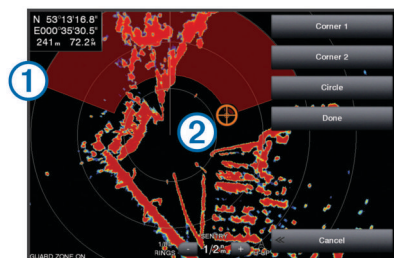 N 53°13'16.8"
E000°35'30.5"
241m 72.2
Corner 1
Corner 2
Circle
Done
Cancel
1
2
SENTRY
RINGS
- 1/2 +
GUARD ZONE ON